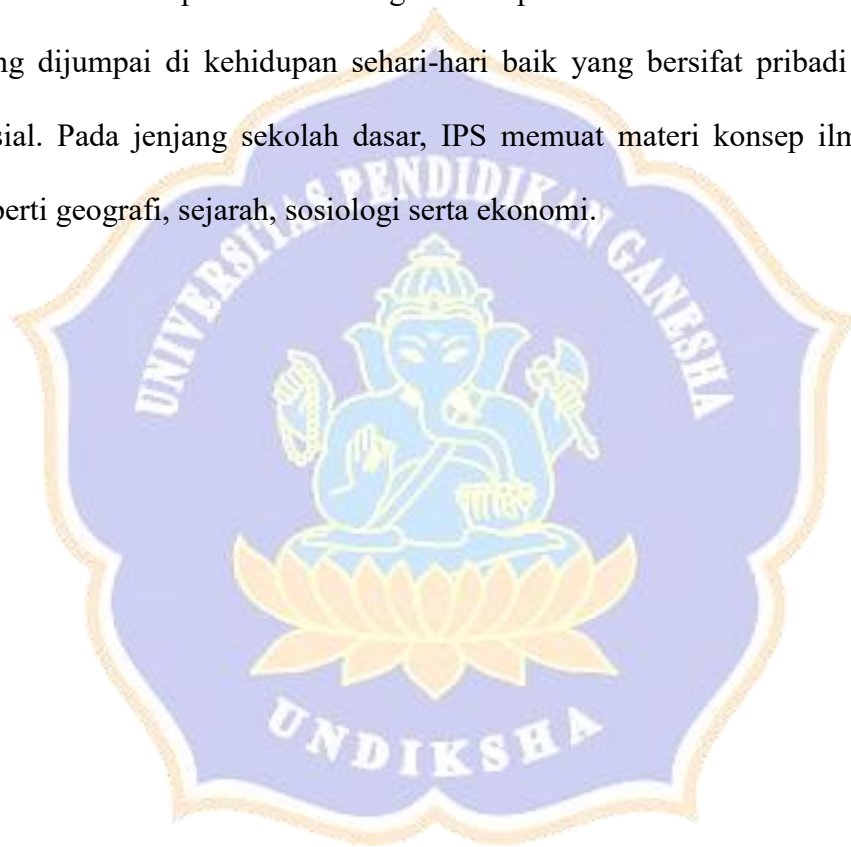 ng dijumpai di kehidupan sehari-hari baik yang bersifat pribadi
sial. Pada jenjang sekolah dasar, IPS memuat materi konsep ilm
perti geografi, sejarah, sosiologi serta ekonomi.
UNIVERSITAS PENDIDIKAN GANESHA
UNDIKSHA